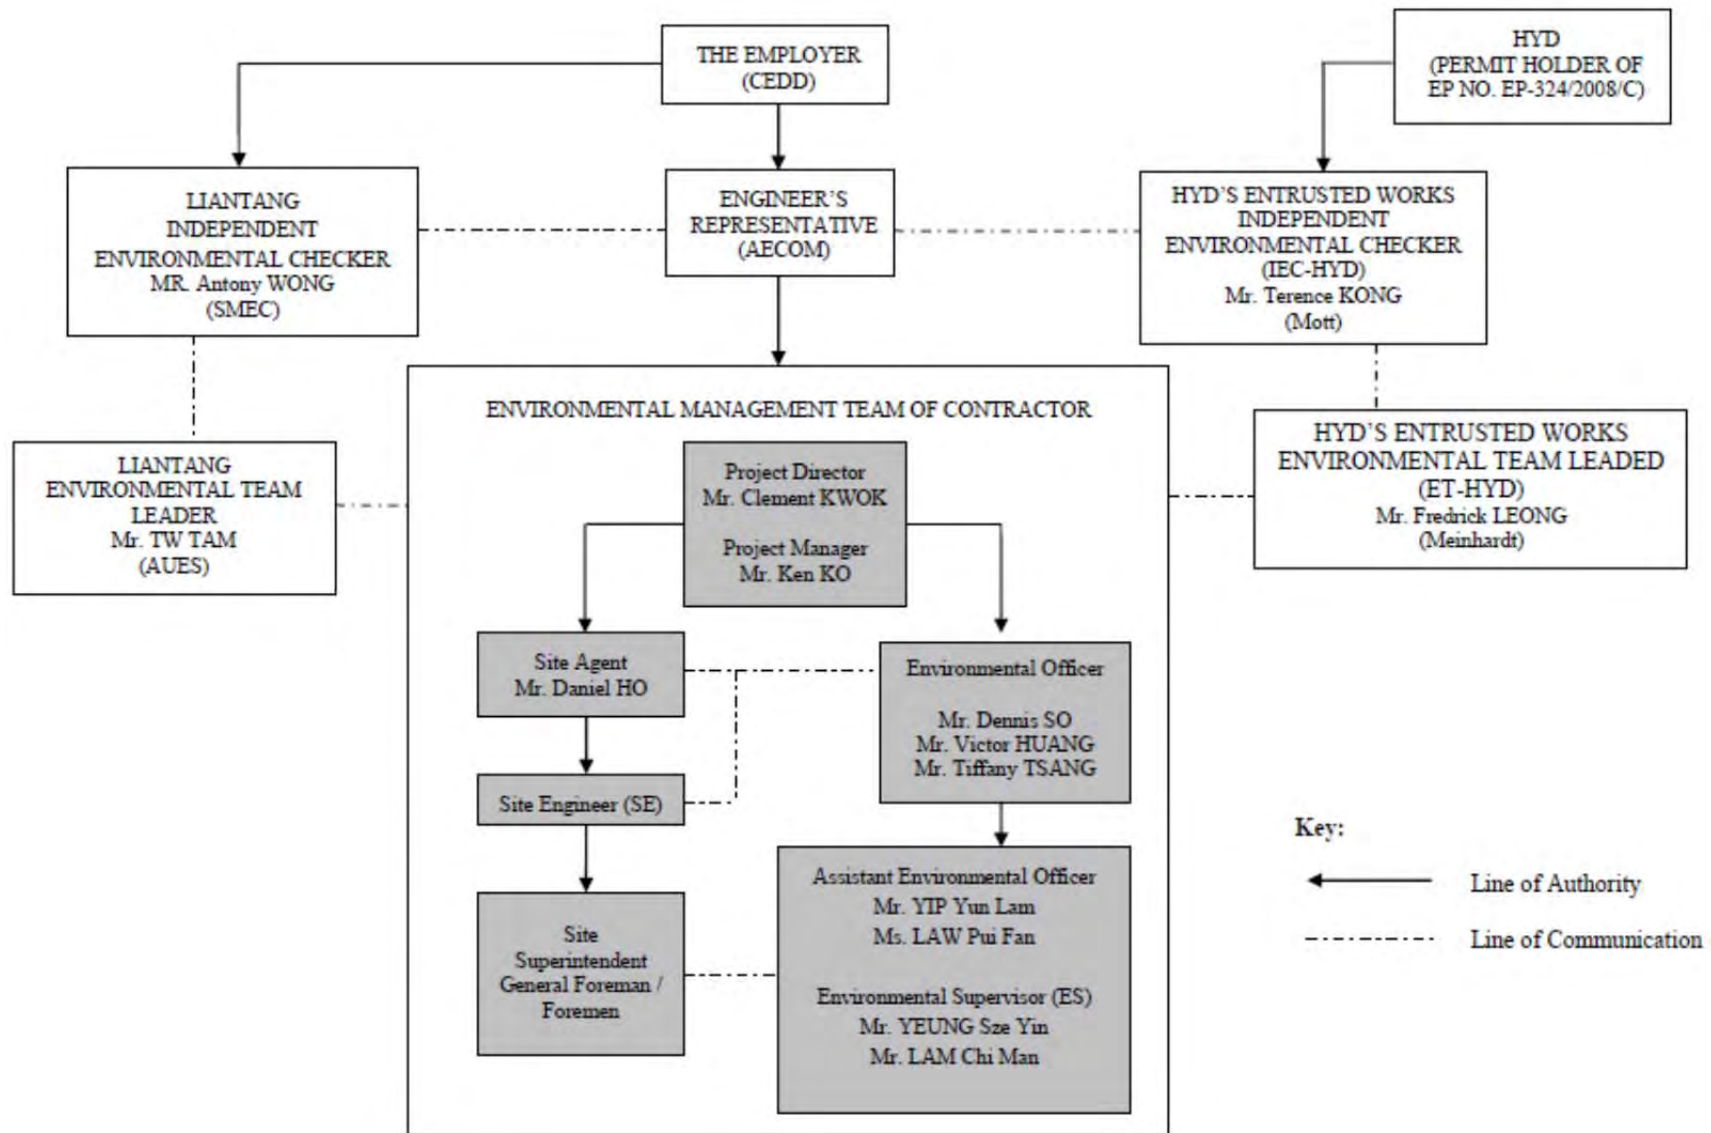 THE EMPLOYER
(CEDD)
HYD
(PERMIT HOLDER OF
EP NO. EP-324/2008/C)
LIANTANG
INDEPENDENT
ENVIRONMENTAL CHECKER
MR. Antony WONG
(SMEC)
ENGINEER'S
REPRESENTATIVE
(AECOM)
HYD'S ENTRUSTED WORKS
INDEPENDENT
ENVIRONMENTAL CHECKER
(IEC-HYD)
Mr. Terence KONG
(Mott)
LIANTANG
ENVIRONMENTAL TEAM
LEADER
Mr. TW TAM
(AUES)
ENVIRONMENTAL MANAGEMENT TEAM OF CONTRACTOR
HYD'S ENTRUSTED WORKS
ENVIRONMENTAL TEAM LEADED
(ET-HYD)
Mr. Fredrick LEONG
(Meinhardt)
Project Director
Mr. Clement KWOK
Project Manager
Mr. Ken KO
Site Agent
Mr. Daniel HO
Environmental Officer
Mr. Dennis SO
Mr. Victor HUANG
Mr. Tiffany TSANG
Site Engineer (SE)
Site
Superintendent
General Foreman /
Foremen
Assistant Environmental Officer
Mr. YIP Yun Lam
Ms. LAW Pui Fan
Environmental Supervisor (ES)
Mr. YEUNG Sze Yin
Mr. LAM Chi Man
Key:
Line of Authority
Line of Communication